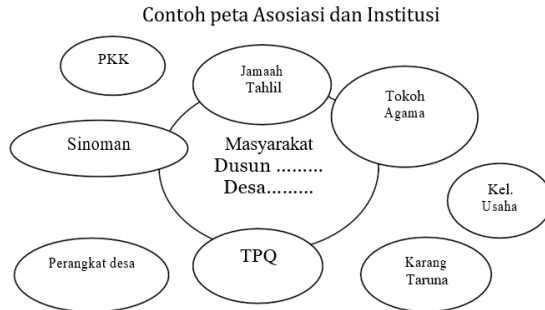 Contoh peta Asosiasi dan Institusi
PKK
Jamaah
Tahlil
Tokoh
Agama
Sinoman
Masyarakat
Dusun .........
Desa.........
Kel.
Usaha
Perangkat desa
TPQ
Karang
Taruna